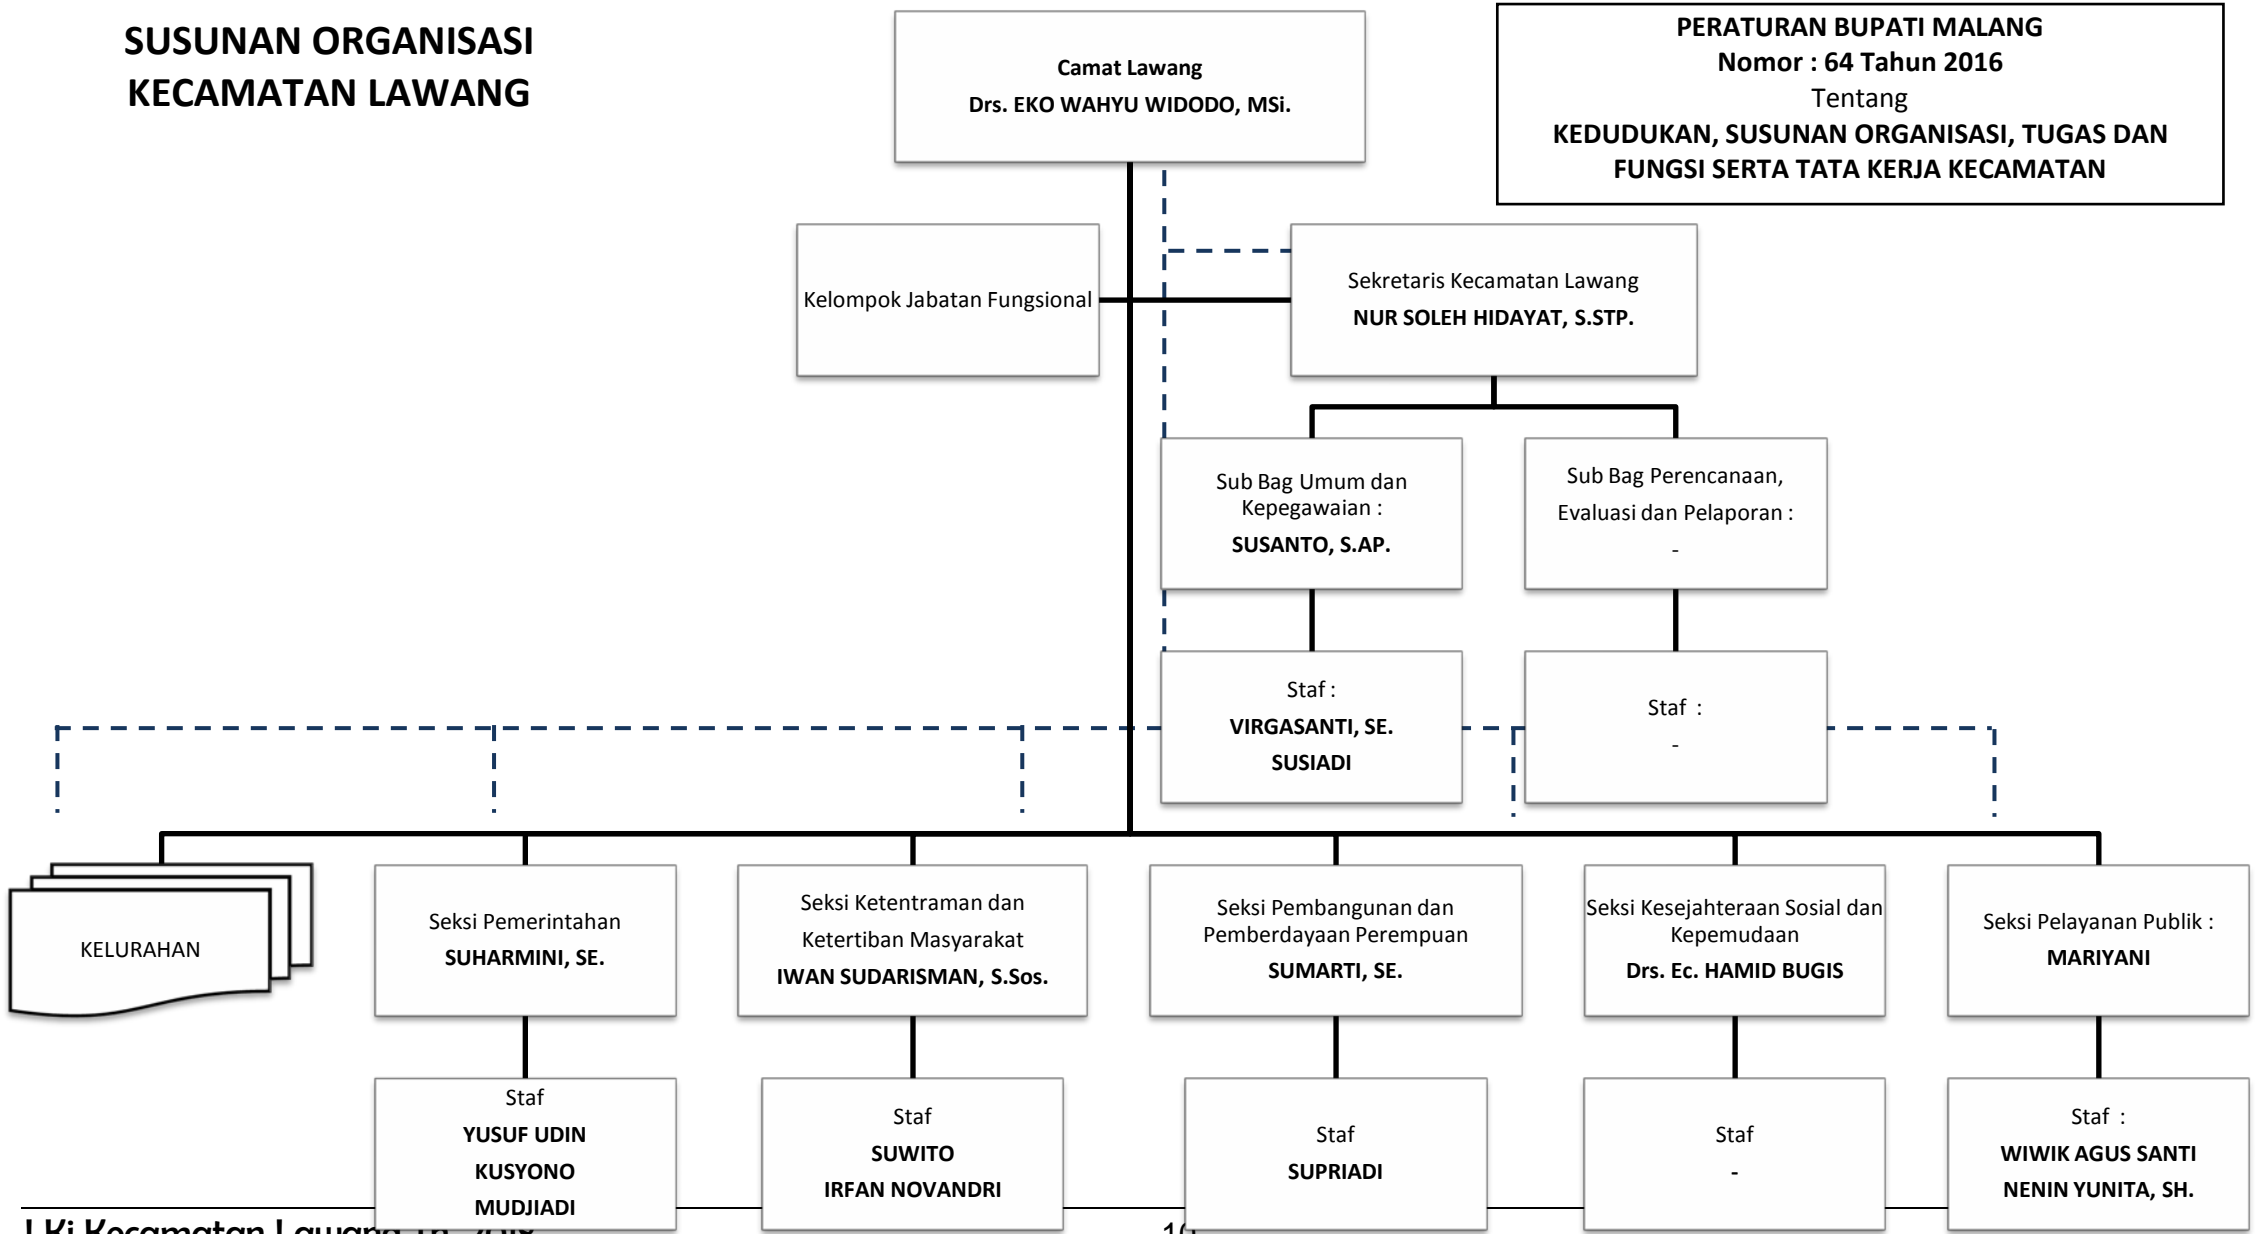 SUSUNAN ORGANISASI
KECAMATAN LAWANG
Camat Lawang
Drs. EKO WAHYU WIDODO, MSi.
PERATURAN BUPATI MALANG
Nomor : 64 Tahun 2016
Tentang
KEDUDUKAN, SUSUNAN ORGANISASI, TUGAS DAN
FUNGSI SERTA TATA KERJA KECAMATAN
Kelompok Jabatan Fungsional
Sekretaris Kecamatan Lawang
NUR SOLEH HIDAYAT, S.STP.
Sub Bag Umum dan
Kepegawaian :
SUSANTO, S.AP.
Sub Bag Perencanaan,
Evaluasi dan Pelaporan :
-
Staf :
VIRGASANTI, SE.
SUSIADI
Staf :
-
KELURAHAN
Seksi Pemerintahan
SUHARMINI, SE.
Seksi Ketentraman dan
Ketertiban Masyarakat
IWAN SUDARISMAN, S.Sos.
Seksi Pembangunan dan
Pemberdayaan Perempuan
SUMARTI, SE.
Seksi Kesejahteraan Sosial dan
Kepemudaan
Drs. Ec. HAMID BUGIS
Seksi Pelayanan Publik :
MARIYANI
Staf
YUSUF UDIN
KUSYONO
MUDJIADI
Staf
SUWITO
IRFAN NOVANDRI
Staf
SUPRIADI
Staf
-
Staf :
WIWIK AGUS SANTI
NENIN YUNITA, SH.
LKj Kecamatan Lawang
10